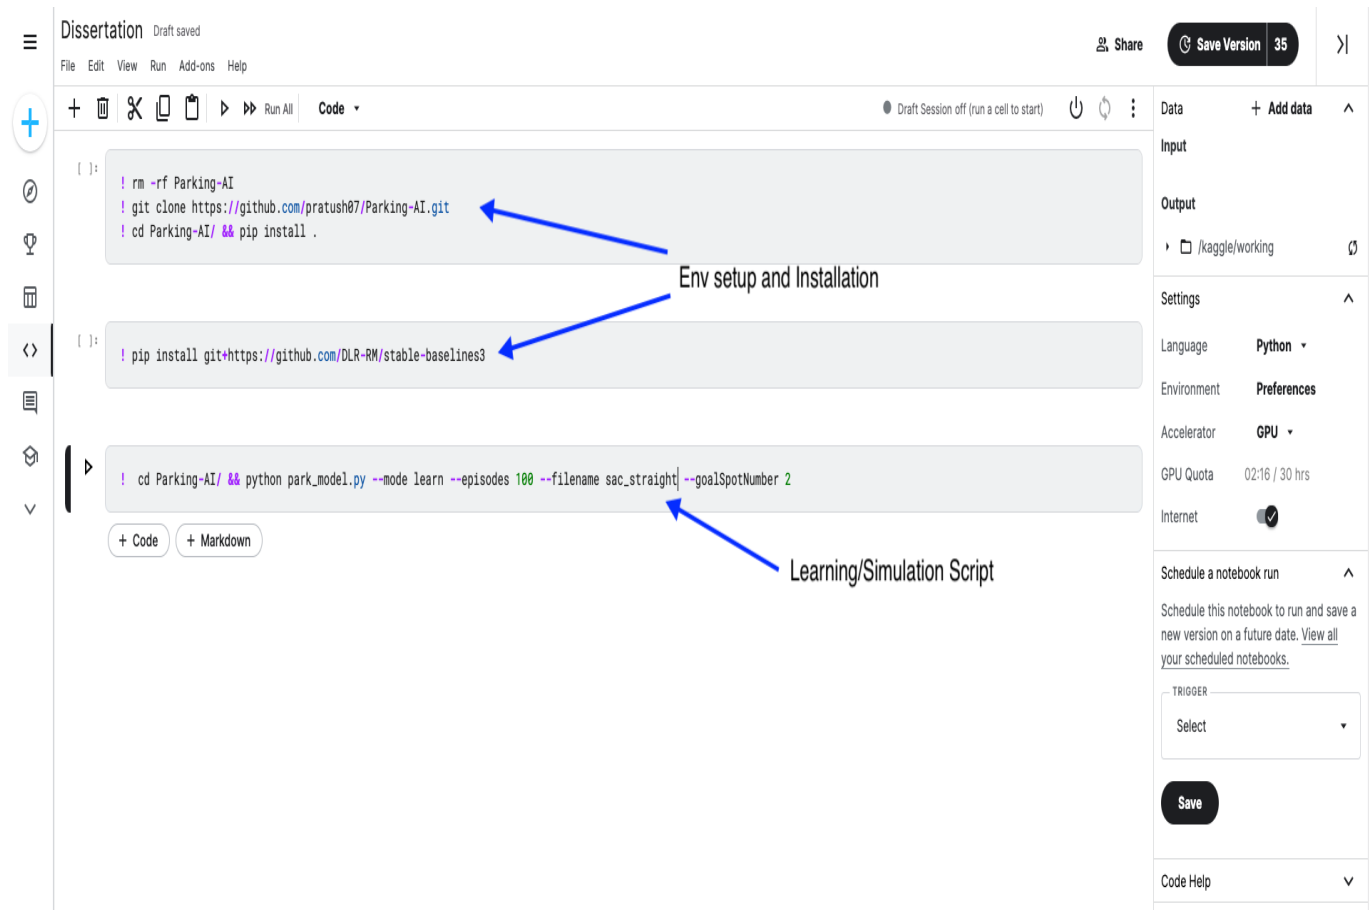 Dissertation Draft saved
File Edit View Run Add-ons Help
Share
Save Version 35
Run All Code
Draft Session off (run a cell to start)
[ ]:
! rm -rf Parking-AI
! git clone https://github.com/pratush07/Parking-AI.git
! cd Parking-AI/ && pip install .
Env setup and Installation
[ ]:
! pip install git+https://github.com/DLR-RM/stable-baselines3
! cd Parking-AI/ && python park_model.py --mode learn --episodes 100 --filename sac_straight --goalSpotNumber 2
+ Code + Markdown
Learning/Simulation Script
Data + Add data
Input
Output
/kaggle/working
Settings
Language Python
Environment Preferences
Accelerator GPU
GPU Quota 02:16 / 30 hrs
Internet
Schedule a notebook run
Schedule this notebook to run and save a
new version on a future date. View all
your scheduled notebooks.
TRIGGER
Select
Save
Code Help